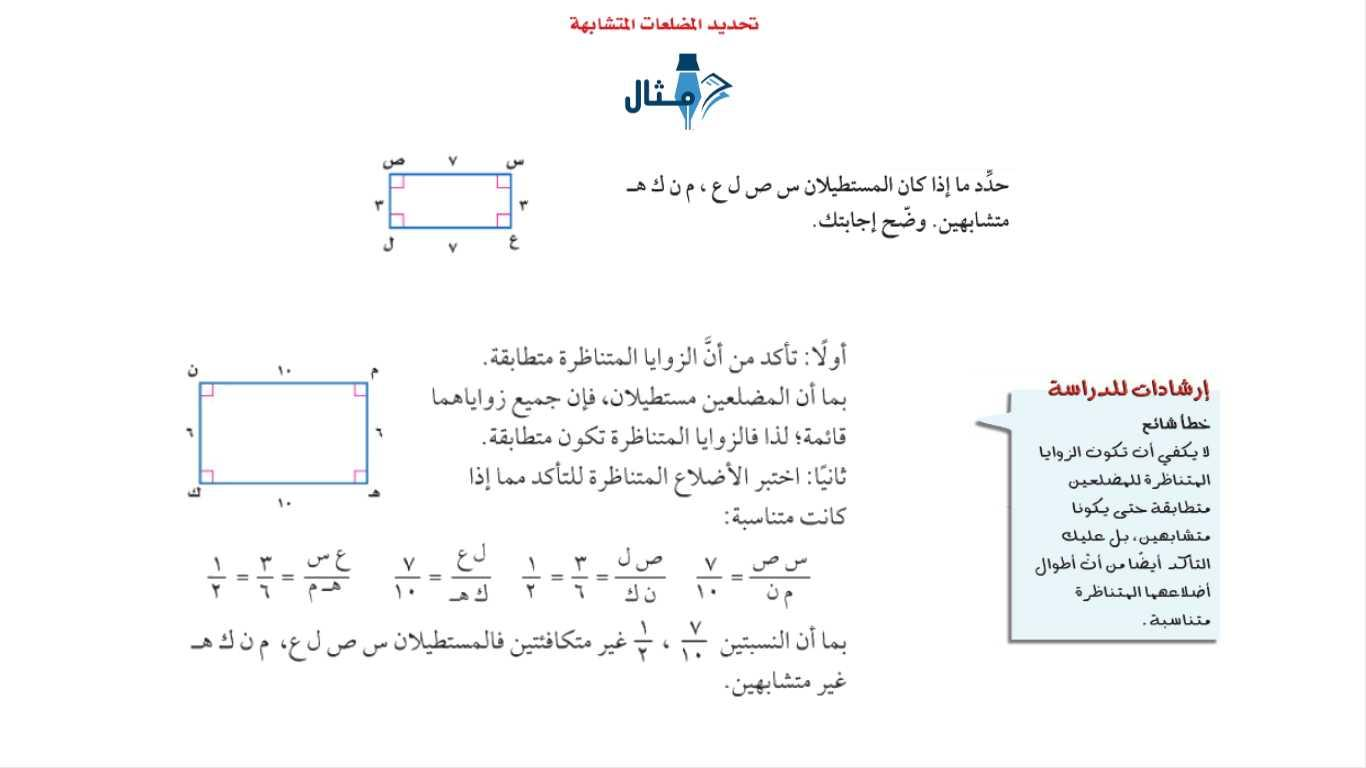 تحديد المضلعات المتشابهة
مثال
حدِّد ما إذا كان المستطيلان س ص ل ع ، م ن ك هـ
متشابهين. وضّح إجابتك.
ص ٧ س
٣ ٣
ل ٧ ع
أولًا: تأكد من أنَّ الزوايا المتناظرة متطابقة.
بما أن المضلعين مستطيلان، فإن جميع زواياهما
قائمة؛ لذا فالزوايا المتناظرة تكون متطابقة.
ثانيًا: اختبر الأضلاع المتناظرة للتأكد مما إذا
كانت متناسبة:
ن ١٠ م
٦ ٦
ك ١٠ هـ
س ص / م ن = ٧ / ١٠ ص ل / ن ك = ٣ / ٦ = ١ / ٢ ل ع / ك هـ = ٧ / ١٠ ع س / هـ م = ٣ / ٦ = ١ / ٢
بما أن النسبتين ٧ / ١٠ ، ١ / ٢ غير متكافئتين فالمستطيلان س ص ل ع، م ن ك هـ
غير متشابهين.
إرشادات للدراسة
خطأ شائح
لا يكفي أن تكون الزوايا
المتناظرة للمضلعين
متطابقة حتى يكونا
متشابهين، بل عليك
التأكد أيضًا من أنّ أطوال
أضلاعهما المتناظرة
متناسبة.